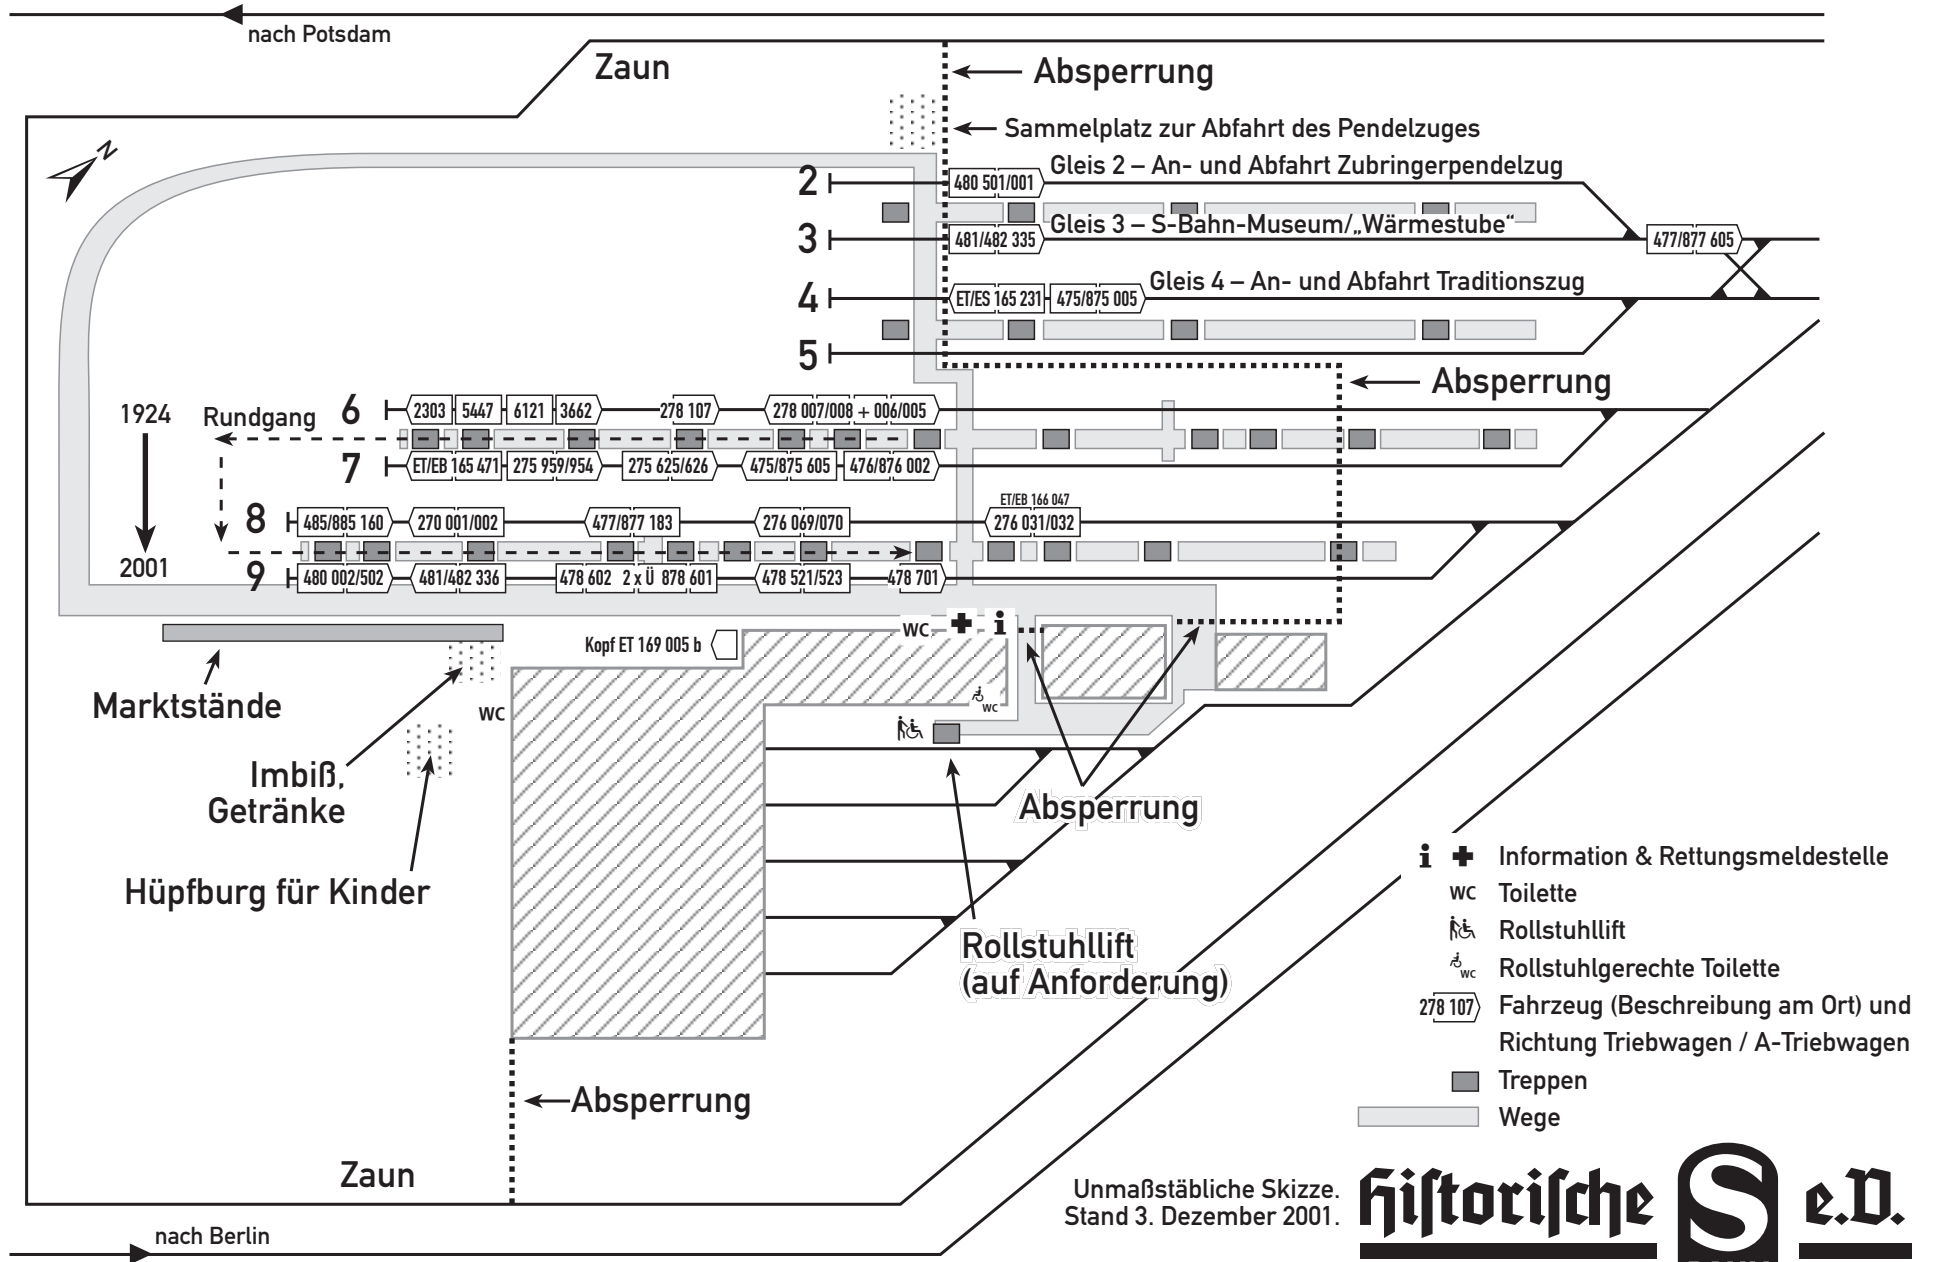 nach Potsdam
Zaun
Absperrung
Sammelplatz zur Abfahrt des Pendelzuges
N
2
480 501/001
Gleis 2 – An- und Abfahrt Zubringerpendelzug
3
481/482 335
Gleis 3 – S-Bahn-Museum/„Wärmestube“
477/877 605
4
ET/ES 165 231
475/875 005
Gleis 4 – An- und Abfahrt Traditionszug
5
Absperrung
1924
2001
Rundgang
6
2303
5447
6121
3662
278 107
278 007/008 + 006/005
7
ET/EB 165 471
275 959/954
275 625/626
475/875 605
476/876 002
8
485/885 160
270 001/002
477/877 183
276 069/070
ET/EB 166 047
276 031/032
9
480 002/502
481/482 336
478 602 2 x Ü 878 601
478 521/523
478 701
Kopf ET 169 005 b
WC
i
WC
WC
Marktstände
Imbiß,
Getränke
Hüpfburg für Kinder
Absperrung
Rollstuhllift
(auf Anforderung)
Absperrung
Zaun
nach Berlin
i
Information & Rettungsmeldestelle
WC
Toilette
Rollstuhllift
WC
Rollstuhlgerechte Toilette
278 107
Fahrzeug (Beschreibung am Ort) und
Richtung Triebwagen / A-Triebwagen
Treppen
Wege
Unmaßstäbliche Skizze.
Stand 3. Dezember 2001.
Hiſtoriſche S e.V.